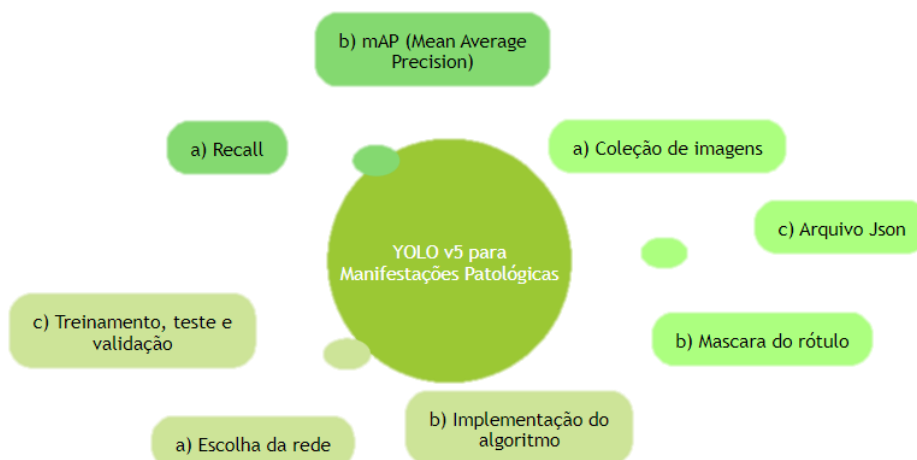 b) mAP (Mean Average
Precision)
a) Recall
a) Coleção de imagens
c) Arquivo Json
YOLO v5 para
Manifestações Patológicas
c) Treinamento, teste e
validação
b) Mascara do rótulo
b) Implementação do
algoritmo
a) Escolha da rede